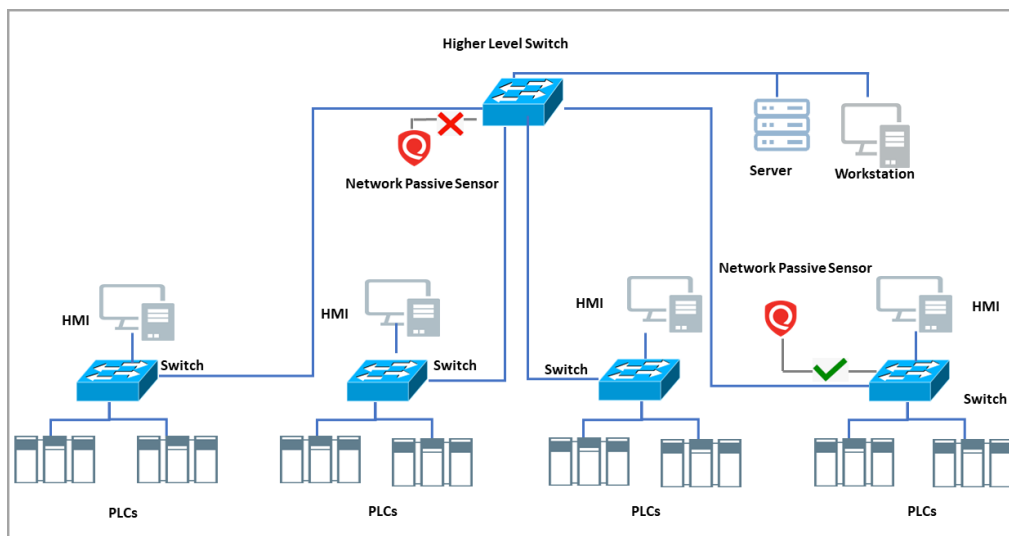 Higher Level Switch
Network Passive Sensor
Server
Workstation
Network Passive Sensor
HMI
HMI
HMI
HMI
Switch
Switch
Switch
Switch
PLCs
PLCs
PLCs
PLCs